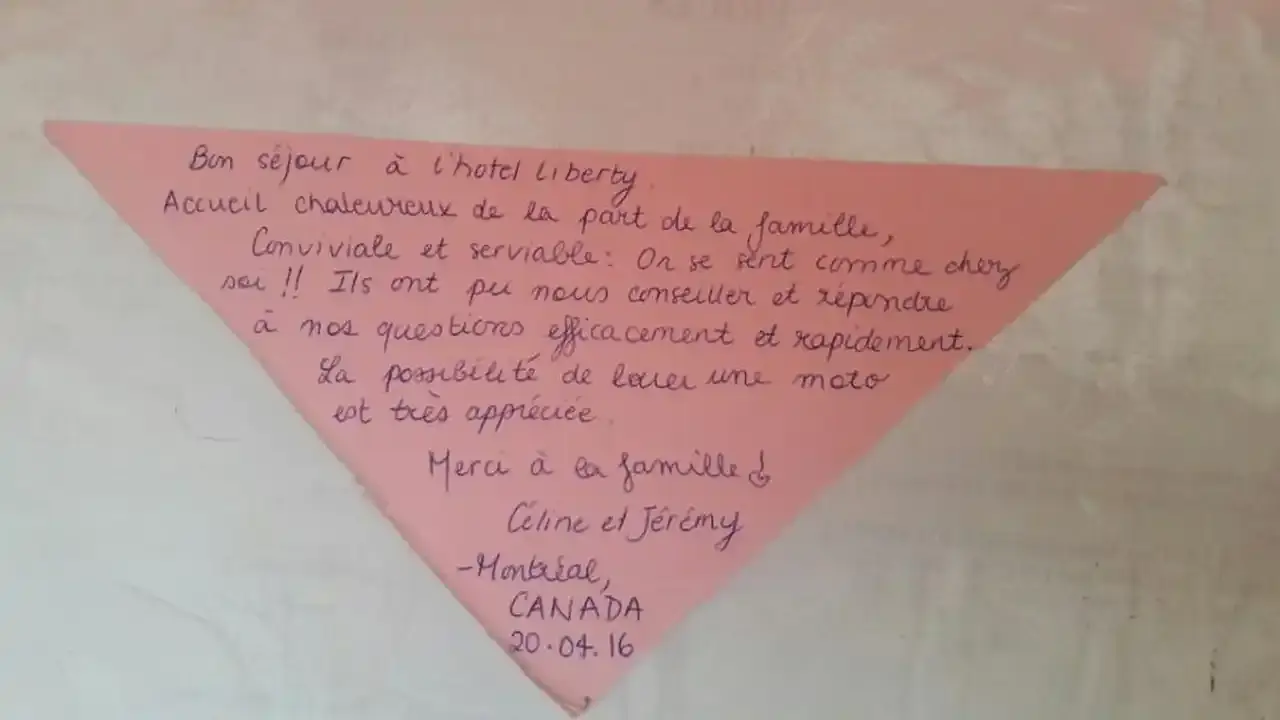 Bon séjour à l'hotel liberty.
Accueil chaleureux de la part de la famille,
Conviviale et serviable : On se sent comme chez
soi !! Ils ont pu nous conseiller et répondre
à nos questions efficacement et rapidement.
La possibilité de louer une moto
est très appréciée.
Merci à la famille !
Céline et Jérémy
-Montréal,
CANADA
20.04.16